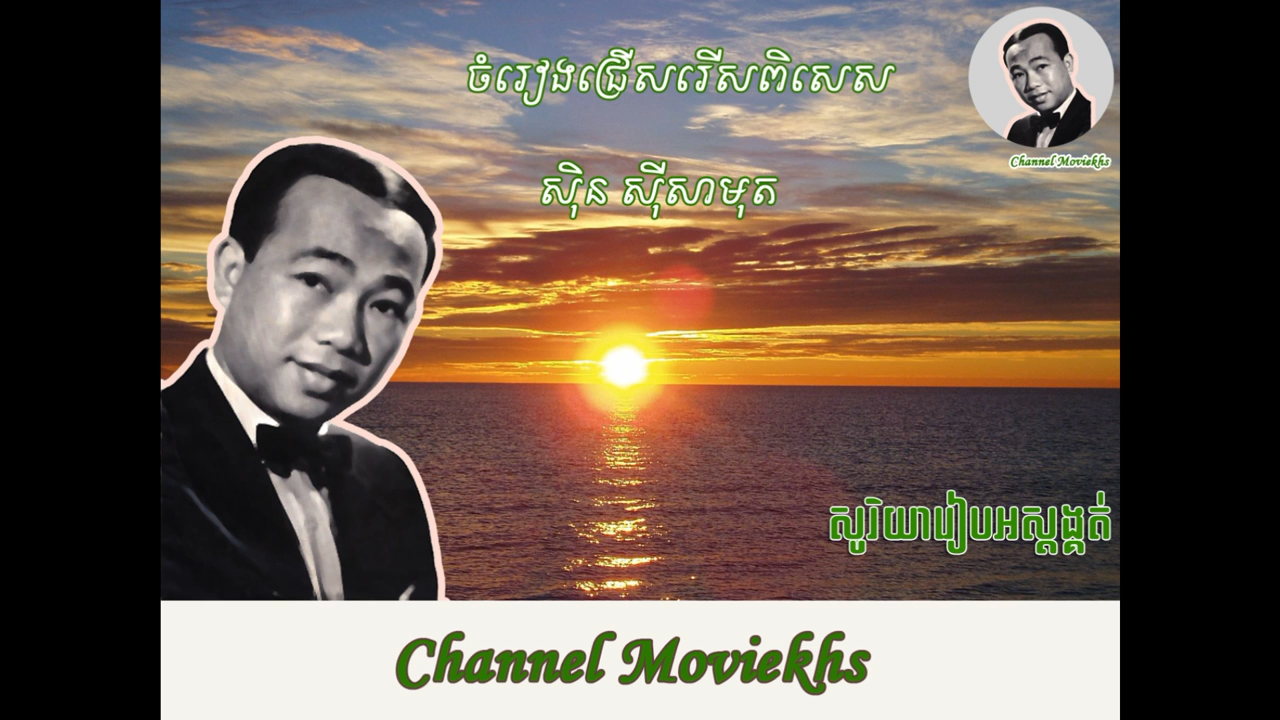 ចំរៀងជ្រើសរើសពិសេស
Channel Moviekhs
ស៊ិន ស៊ីសាមុត
សូរិយារៀបអស្តង្គត់
Channel Moviekhs